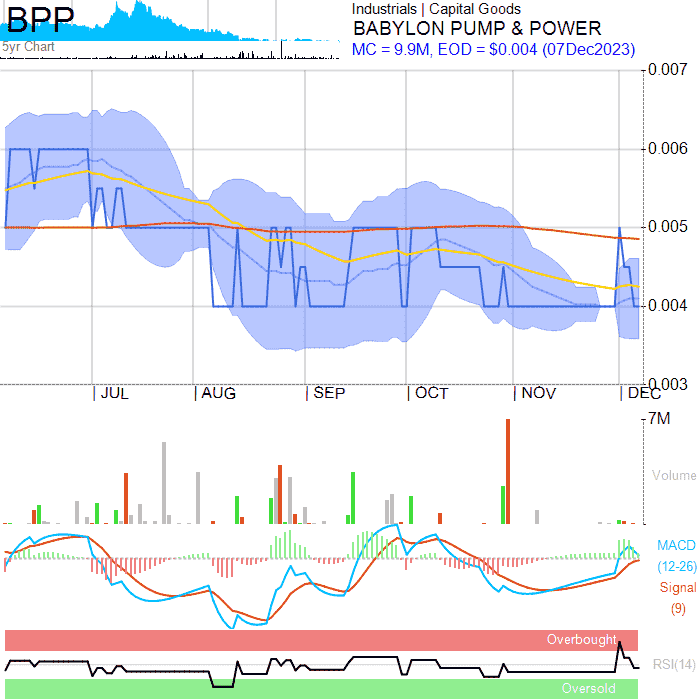 BPP
5yr Chart
Industrials | Capital Goods
BABYLON PUMP & POWER
MC = 9.9M, EOD = $0.004 (07Dec2023)
0.007
0.006
0.005
0.004
0.003
JUL AUG SEP OCT NOV DEC
7M
Volume
MACD
(12-26)
Signal
(9)
Overbought
RSI(14)
Oversold